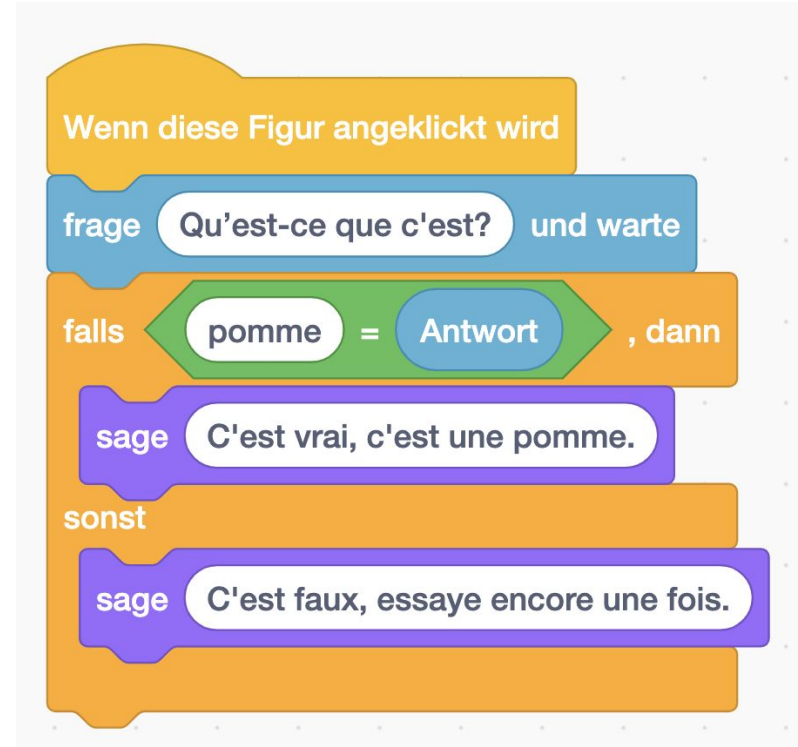 Wenn diese Figur angeklickt wird
frage Qu’est-ce que c'est? und warte
falls pomme = Antwort , dann
sage C'est vrai, c'est une pomme.
sonst
sage C'est faux, essaye encore une fois.